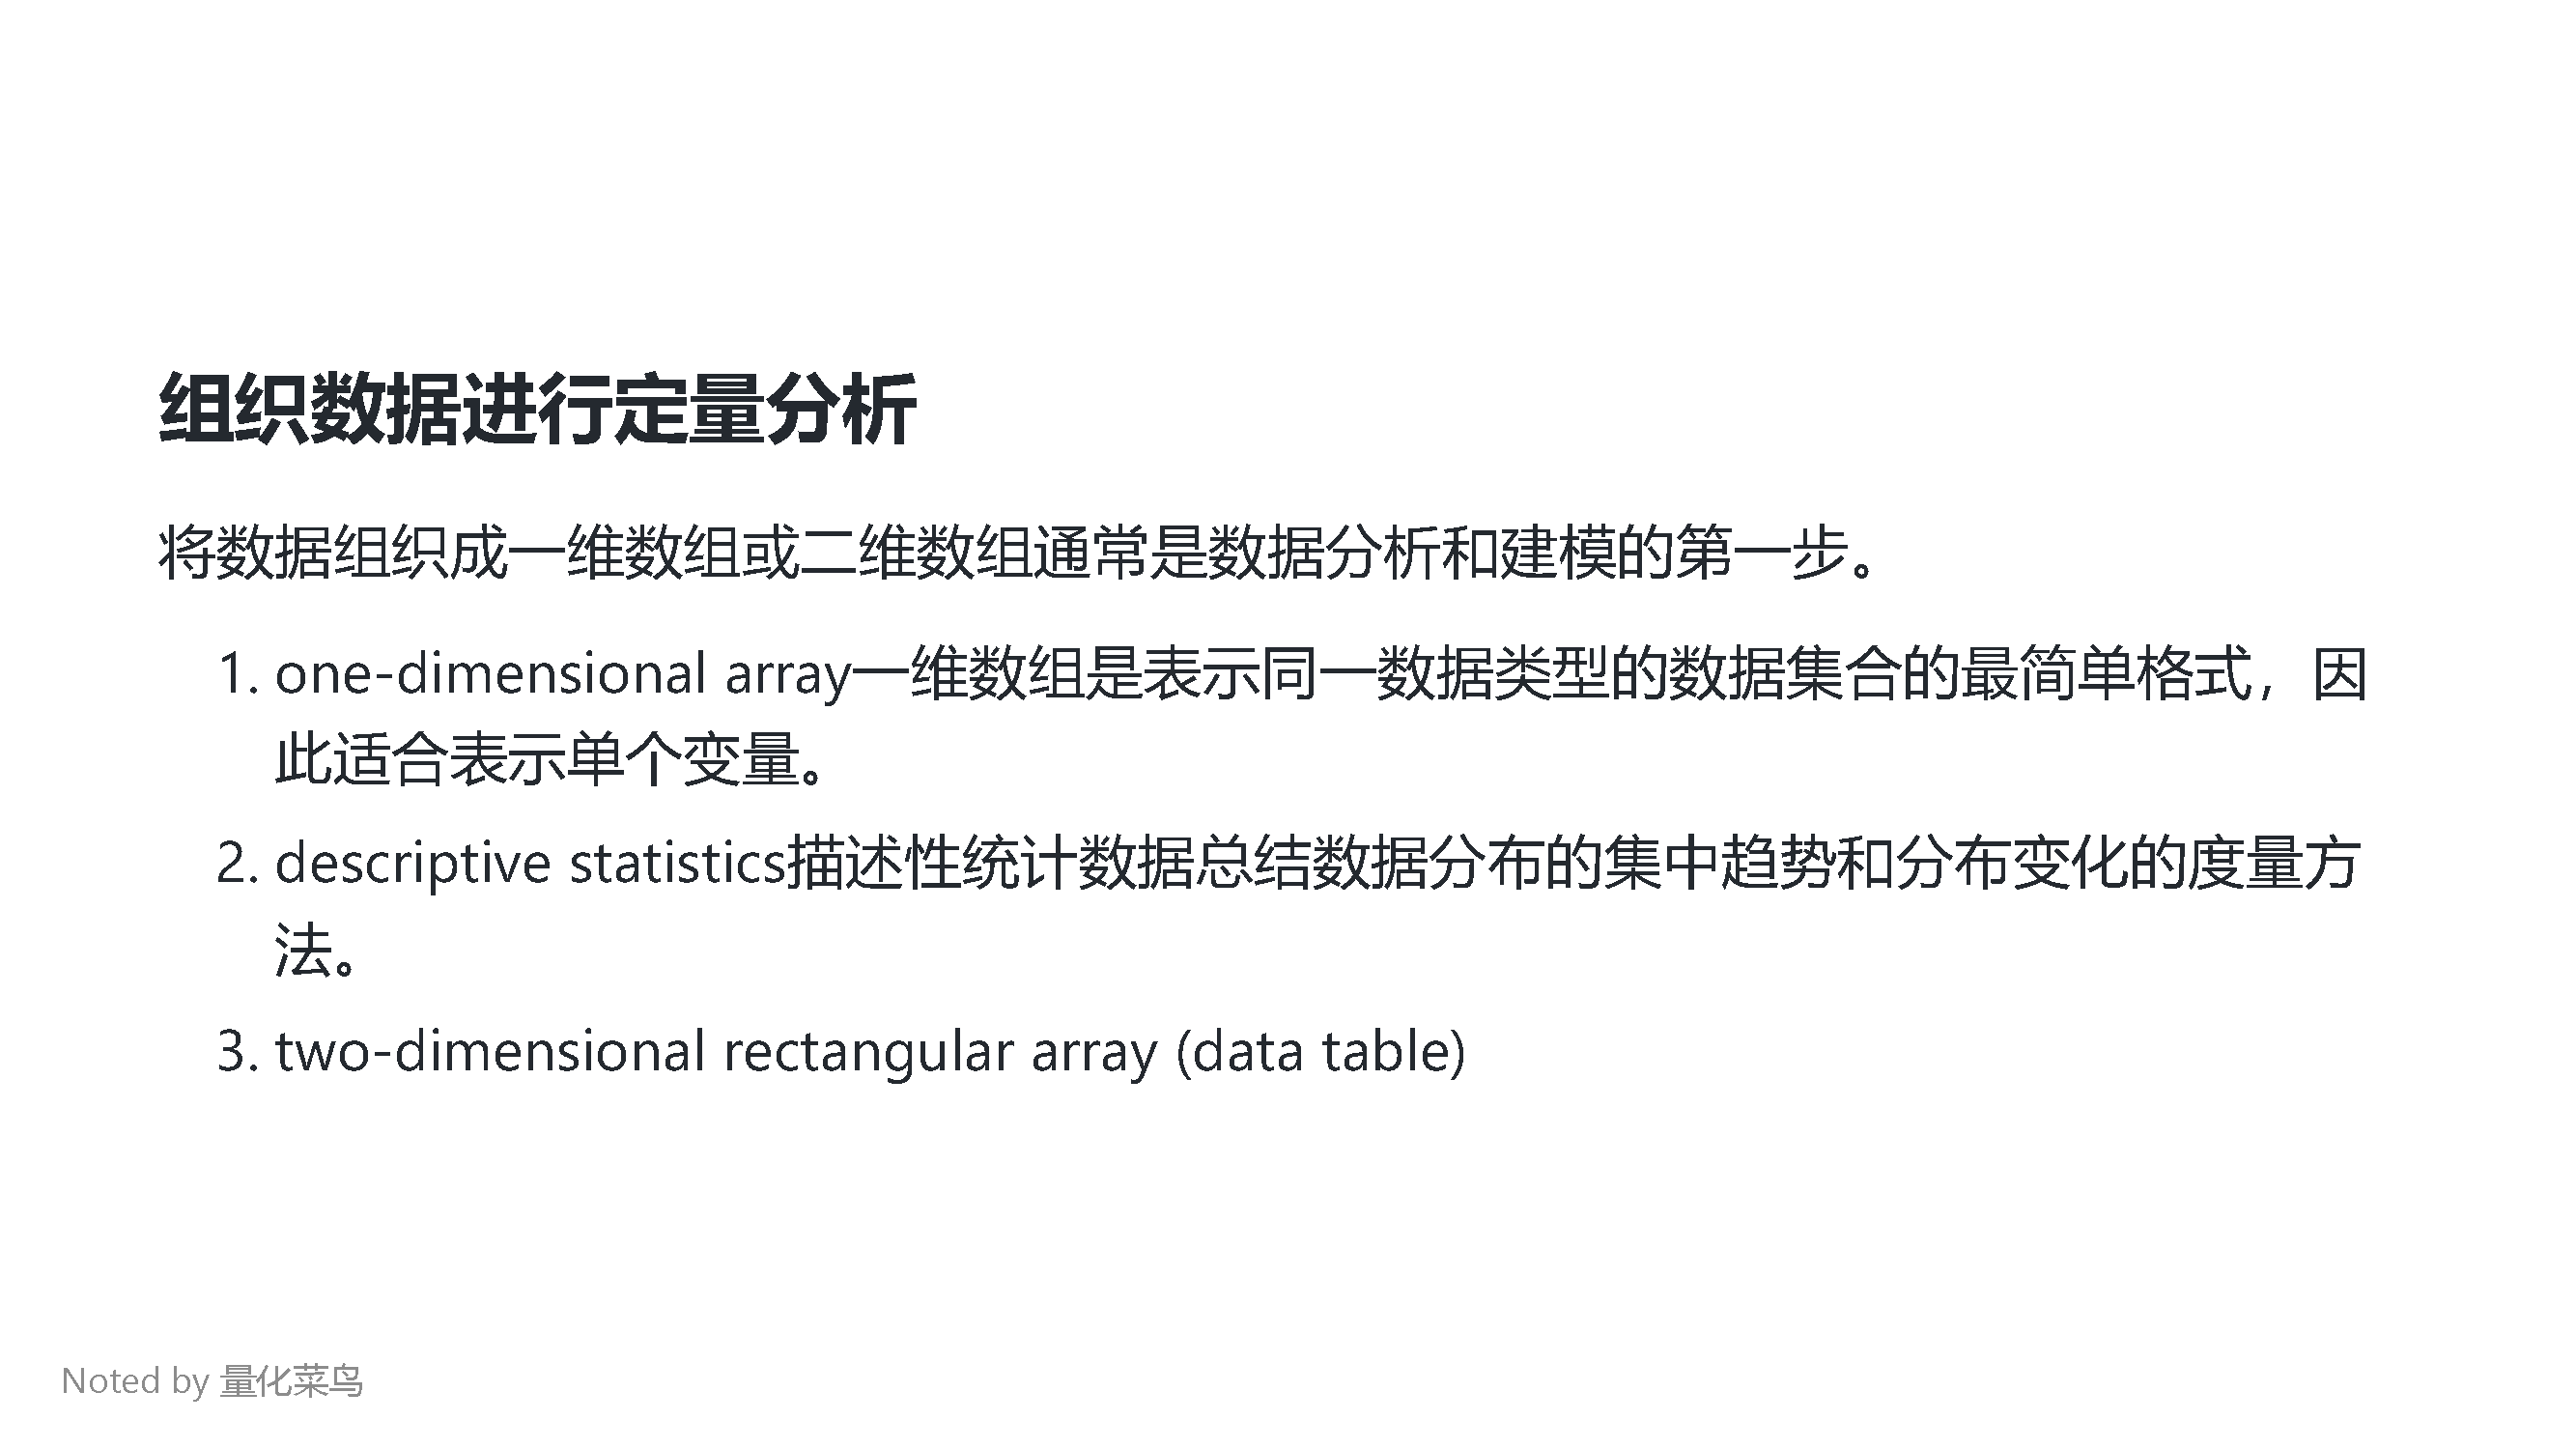 组织数据进行定量分析
将数据组织成一维数组或二维数组通常是数据分析和建模的第一步。
1. one-dimensional array一维数组是表示同一数据类型的数据集合的最简单格式，因
此适合表示单个变量。
2. descriptive statistics描述性统计数据总结数据分布的集中趋势和分布变化的度量方
法。
3. two-dimensional rectangular array (data table)
Noted by 量化菜鸟